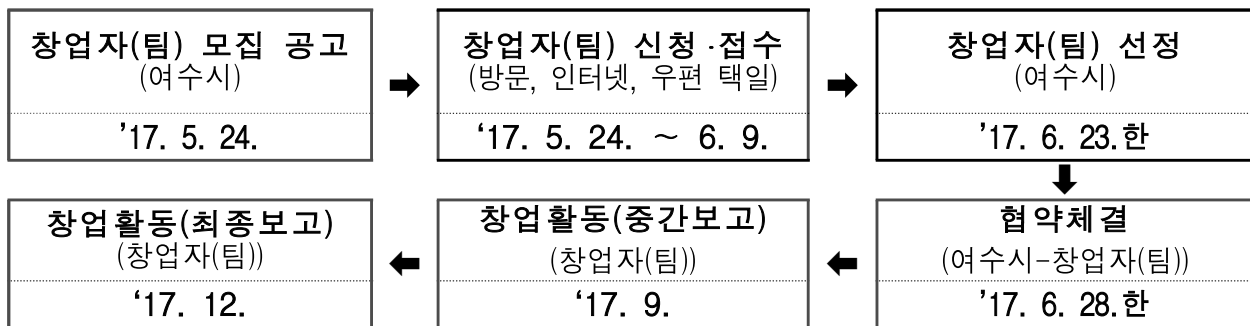 창업자(팀) 모집 공고
(여수시)
'17. 5. 24.
창업자(팀) 신청·접수
(방문, 인터넷, 우편 택일)
‘17. 5. 24. ~ 6. 9.
창업자(팀) 선정
(여수시)
'17. 6. 23.한
협약체결
(여수시-창업자(팀))
'17. 6. 28.한
창업활동(중간보고)
(창업자(팀))
‘17. 9.
창업활동(최종보고)
(창업자(팀))
‘17. 12.